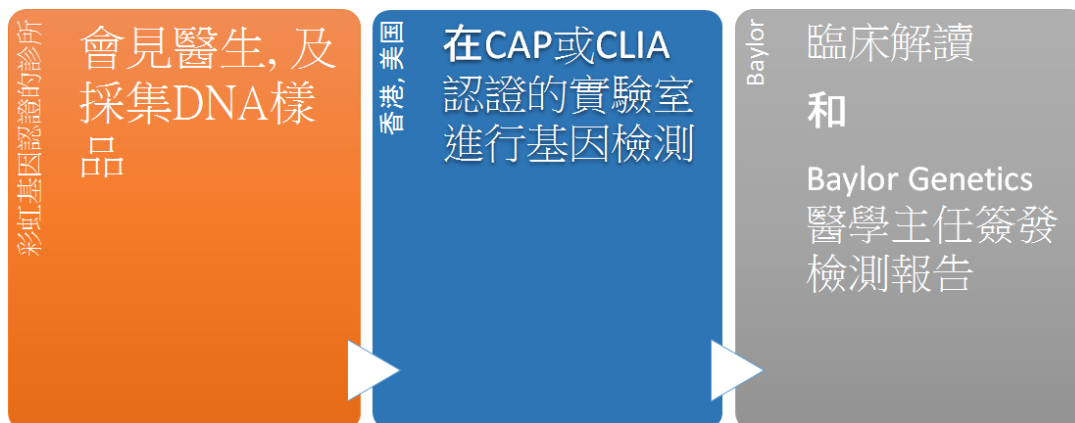 彩虹基因認證的診所
會見醫生, 及
採集DNA樣
品
香港, 美国
在CAP或CLIA
認證的實驗室
進行基因檢測
Baylor
臨床解讀
和
Baylor Genetics
醫學主任簽發
檢測報告